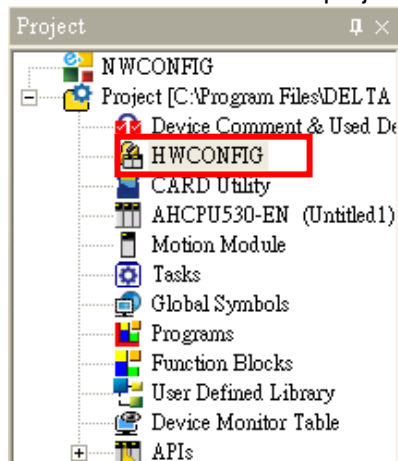 proj
Project
NWCONFIG
Project [C:\Program Files\DELTA
Device Comment & Used De
HWCONFIG
CARD Utility
AHCPU530-EN (Untitled1)
Motion Module
Tasks
Global Symbols
Programs
Function Blocks
User Defined Library
Device Monitor Table
APIs